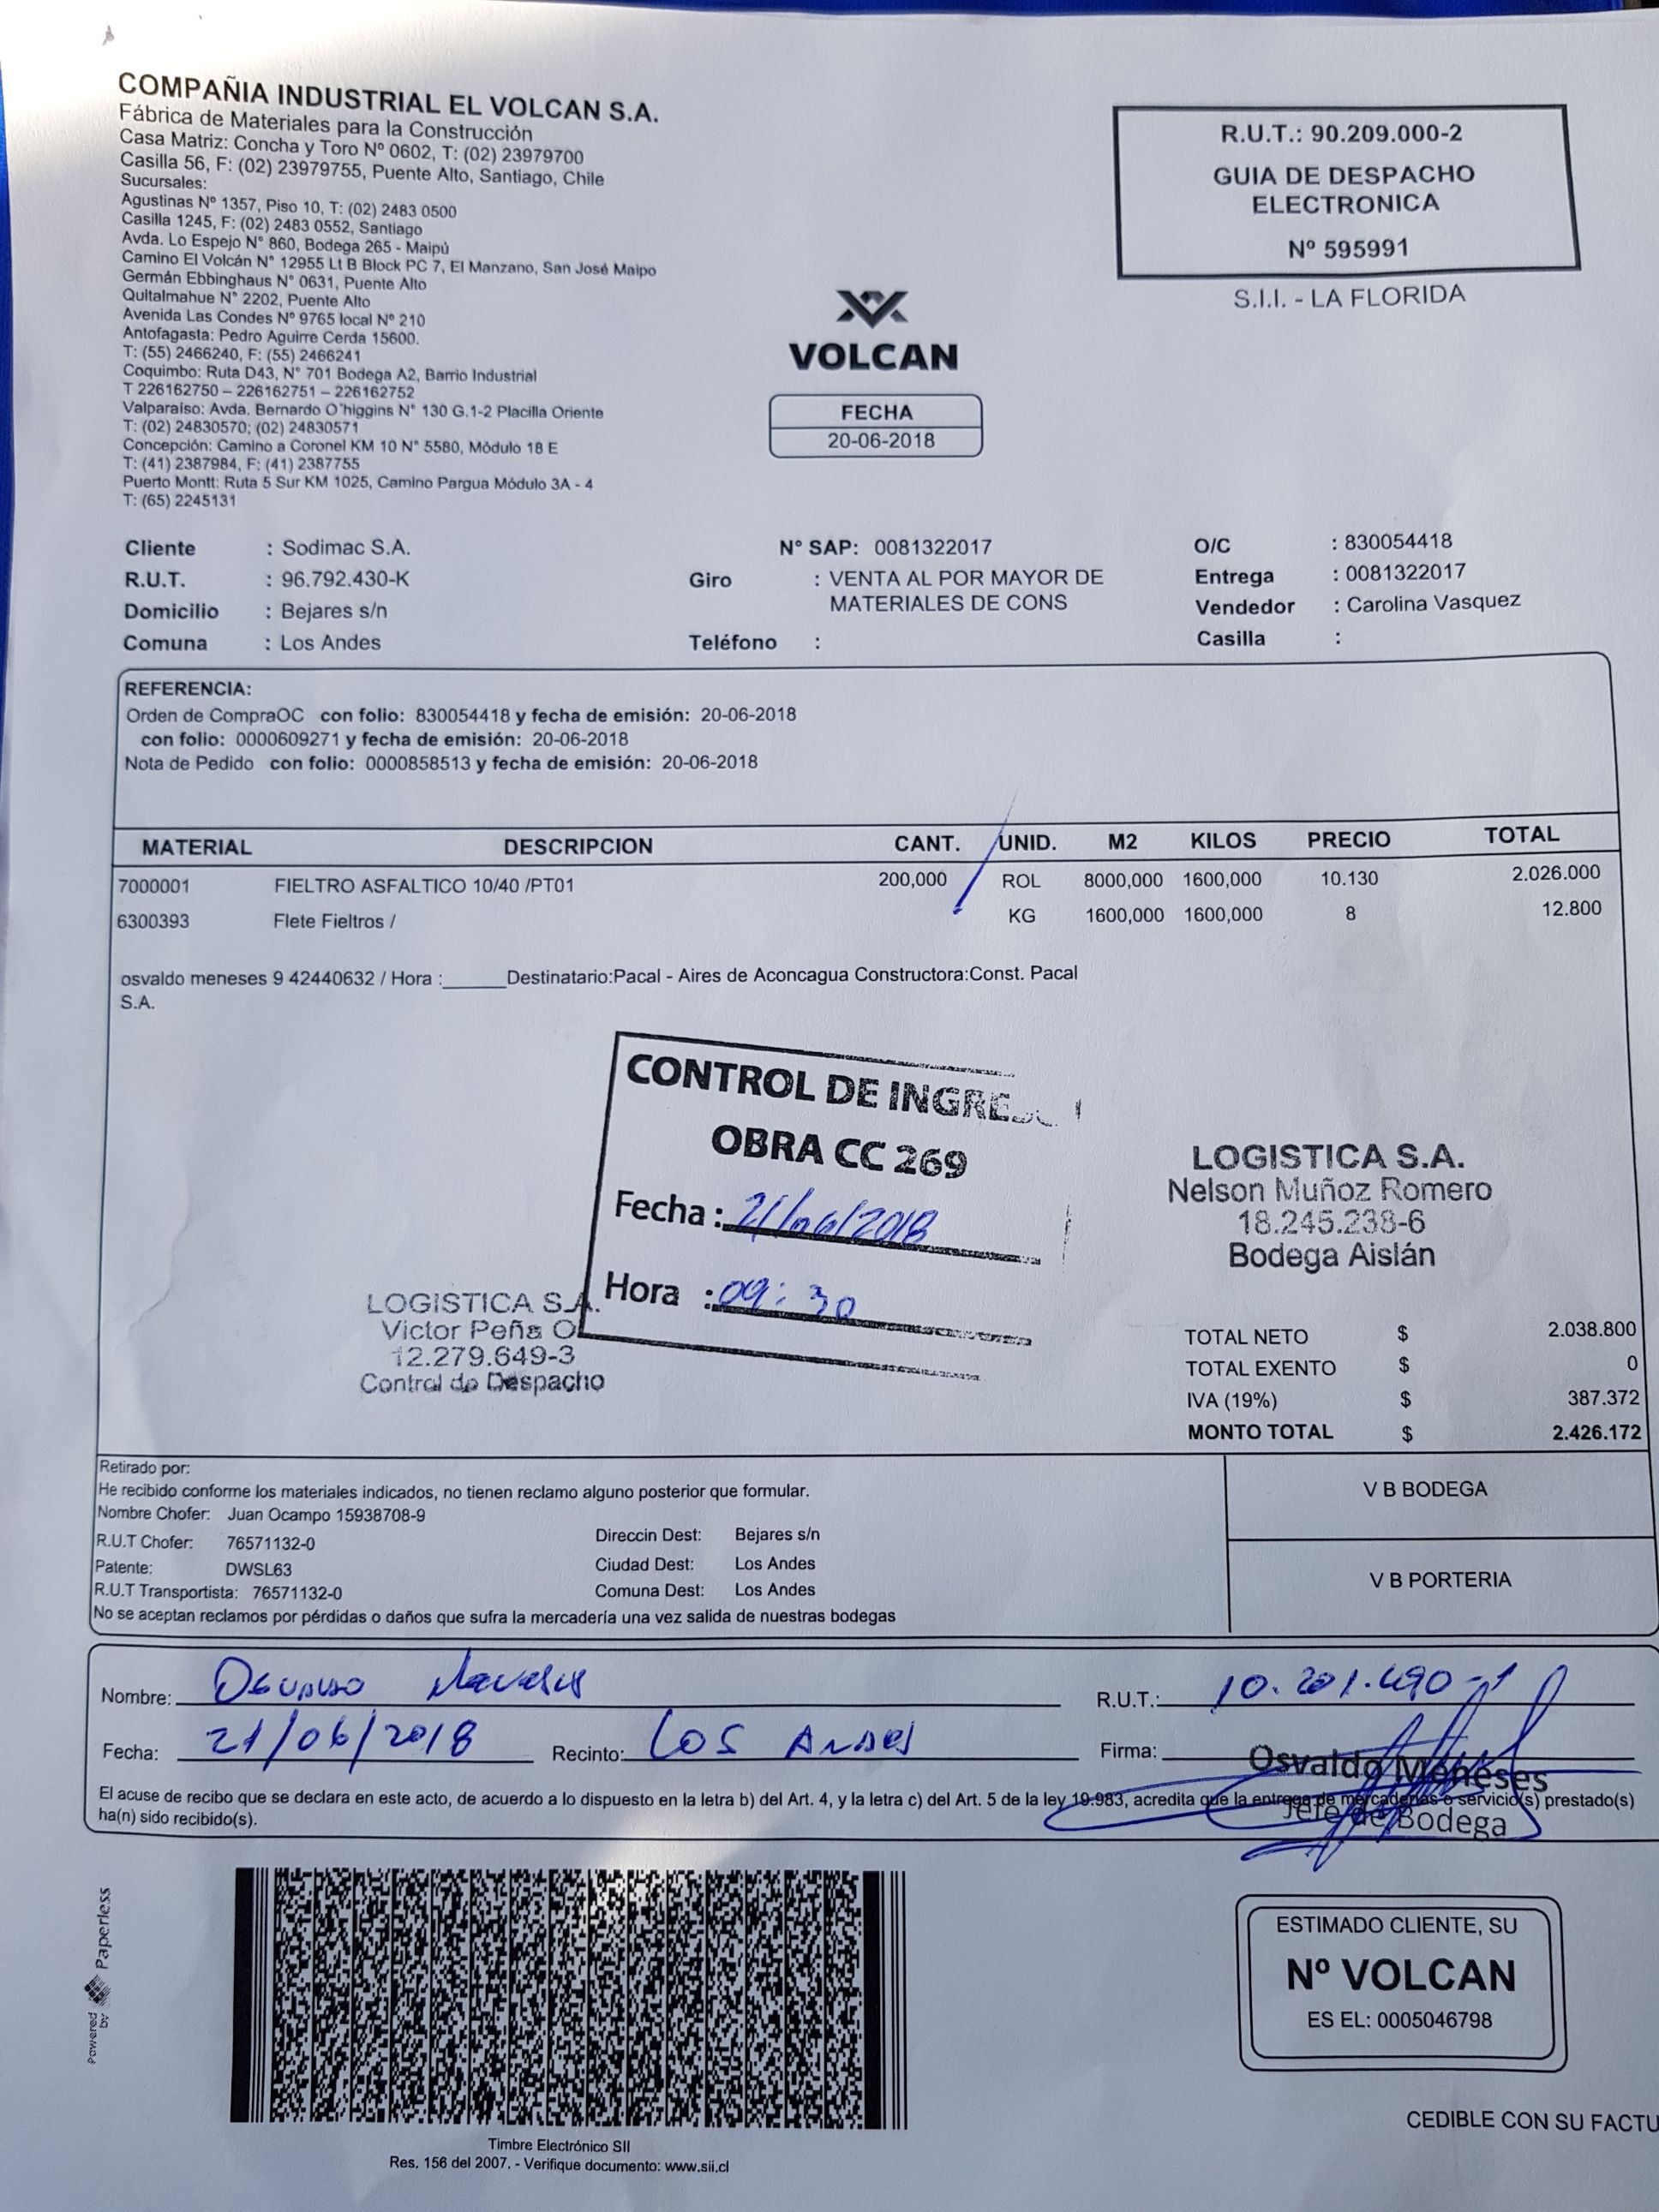 COMPAÑIA INDUSTRIAL EL VOLCAN S.A.
Fábrica de Materiales para la Construcción
Casa Matriz: Concha y Toro Nº 0602, T: (02) 23979700
Casilla 56, F: (02) 23979755, Puente Alto, Santiago, Chile
Sucursales:
Agustinas Nº 1357, Piso 10, T: (02) 2483 0500
Casilla 1245, F: (02) 2483 0552, Santiago
Avda. Lo Espejo N° 860, Bodega 265 - Maipú
Camino El Volcán N° 12955 Lt B Block PC 7, El Manzano, San José Maipo
Germán Ebbinghaus N° 0631, Puente Alto
Quitalmahue N° 2202, Puente Alto
Avenida Las Condes Nº 9765 local N° 210
Antofagasta: Pedro Aguirre Cerda 15600.
T: (55) 2466240, F: (55) 2466241
Coquimbo: Ruta D43, N° 701 Bodega A2, Barrio Industrial
T 226162750 – 226162751 – 226162752
Valparaíso: Avda. Bernardo O´higgins N° 130 G.1-2 Placilla Oriente
T: (02) 24830570; (02) 24830571
Concepción: Camino a Coronel KM 10 N° 5580, Módulo 18 E
T: (41) 2387984, F: (41) 2387755
Puerto Montt: Ruta 5 Sur KM 1025, Camino Pargua Módulo 3A - 4
T: (65) 2245131
R.U.T.: 90.209.000-2
GUIA DE DESPACHO
ELECTRONICA
Nº 595991
S.I.I. - LA FLORIDA
VOLCAN
FECHA
20-06-2018
Cliente : Sodimac S.A. N° SAP: 0081322017 O/C : 830054418
R.U.T. : 96.792.430-K Giro : VENTA AL POR MAYOR DE Entrega : 0081322017
Domicilio : Bejares s/n MATERIALES DE CONS Vendedor : Carolina Vasquez
Comuna : Los Andes Teléfono : Casilla :
REFERENCIA:
Orden de CompraOC con folio: 830054418 y fecha de emisión: 20-06-2018
con folio: 0000609271 y fecha de emisión: 20-06-2018
Nota de Pedido con folio: 0000858513 y fecha de emisión: 20-06-2018
MATERIAL DESCRIPCION CANT. UNID. M2 KILOS PRECIO TOTAL
7000001 FIELTRO ASFALTICO 10/40 /PT01 200,000 ROL 8000,000 1600,000 10.130 2.026.000
6300393 Flete Fieltros / KG 1600,000 1600,000 8 12.800
osvaldo meneses 9 42440632 / Hora :______Destinatario:Pacal - Aires de Aconcagua Constructora:Const. Pacal
S.A.
CONTROL DE INGRESO
OBRA CC 269
Fecha : 21/06/2018
Hora : 09:30
LOGISTICA S.A.
Nelson Muñoz Romero
18.245.238-6
Bodega Aislán
LOGISTICA S.A.
Victor Peña O.
12.279.649-3
Control de Despacho
TOTAL NETO $ 2.038.800
TOTAL EXENTO $ 0
IVA (19%) $ 387.372
MONTO TOTAL $ 2.426.172
Retirado por:
He recibido conforme los materiales indicados, no tienen reclamo alguno posterior que formular.
Nombre Chofer: Juan Ocampo 15938708-9
R.U.T Chofer: 76571132-0 Direccin Dest: Bejares s/n
Patente: DWSL63 Ciudad Dest: Los Andes
R.U.T Transportista: 76571132-0 Comuna Dest: Los Andes
No se aceptan reclamos por pérdidas o daños que sufra la mercadería una vez salida de nuestras bodegas
V B BODEGA
V B PORTERIA
Nombre: Osvaldo Meneses R.U.T.: 10.201.490-1
Fecha: 21/06/2018 Recinto: Los Andes Firma:
Osvaldo Meneses
Jefe de Bodega
El acuse de recibo que se declara en este acto, de acuerdo a lo dispuesto en la letra b) del Art. 4, y la letra c) del Art. 5 de la ley 19.983, acredita que la entrega de mercaderias o servicio(s) prestado(s)
ha(n) sido recibido(s).
Powered by Paperless
ESTIMADO CLIENTE, SU
Nº VOLCAN
ES EL: 0005046798
CEDIBLE CON SU FACTU
Timbre Electrónico SII
Res. 156 del 2007. - Verifique documento: www.sii.cl